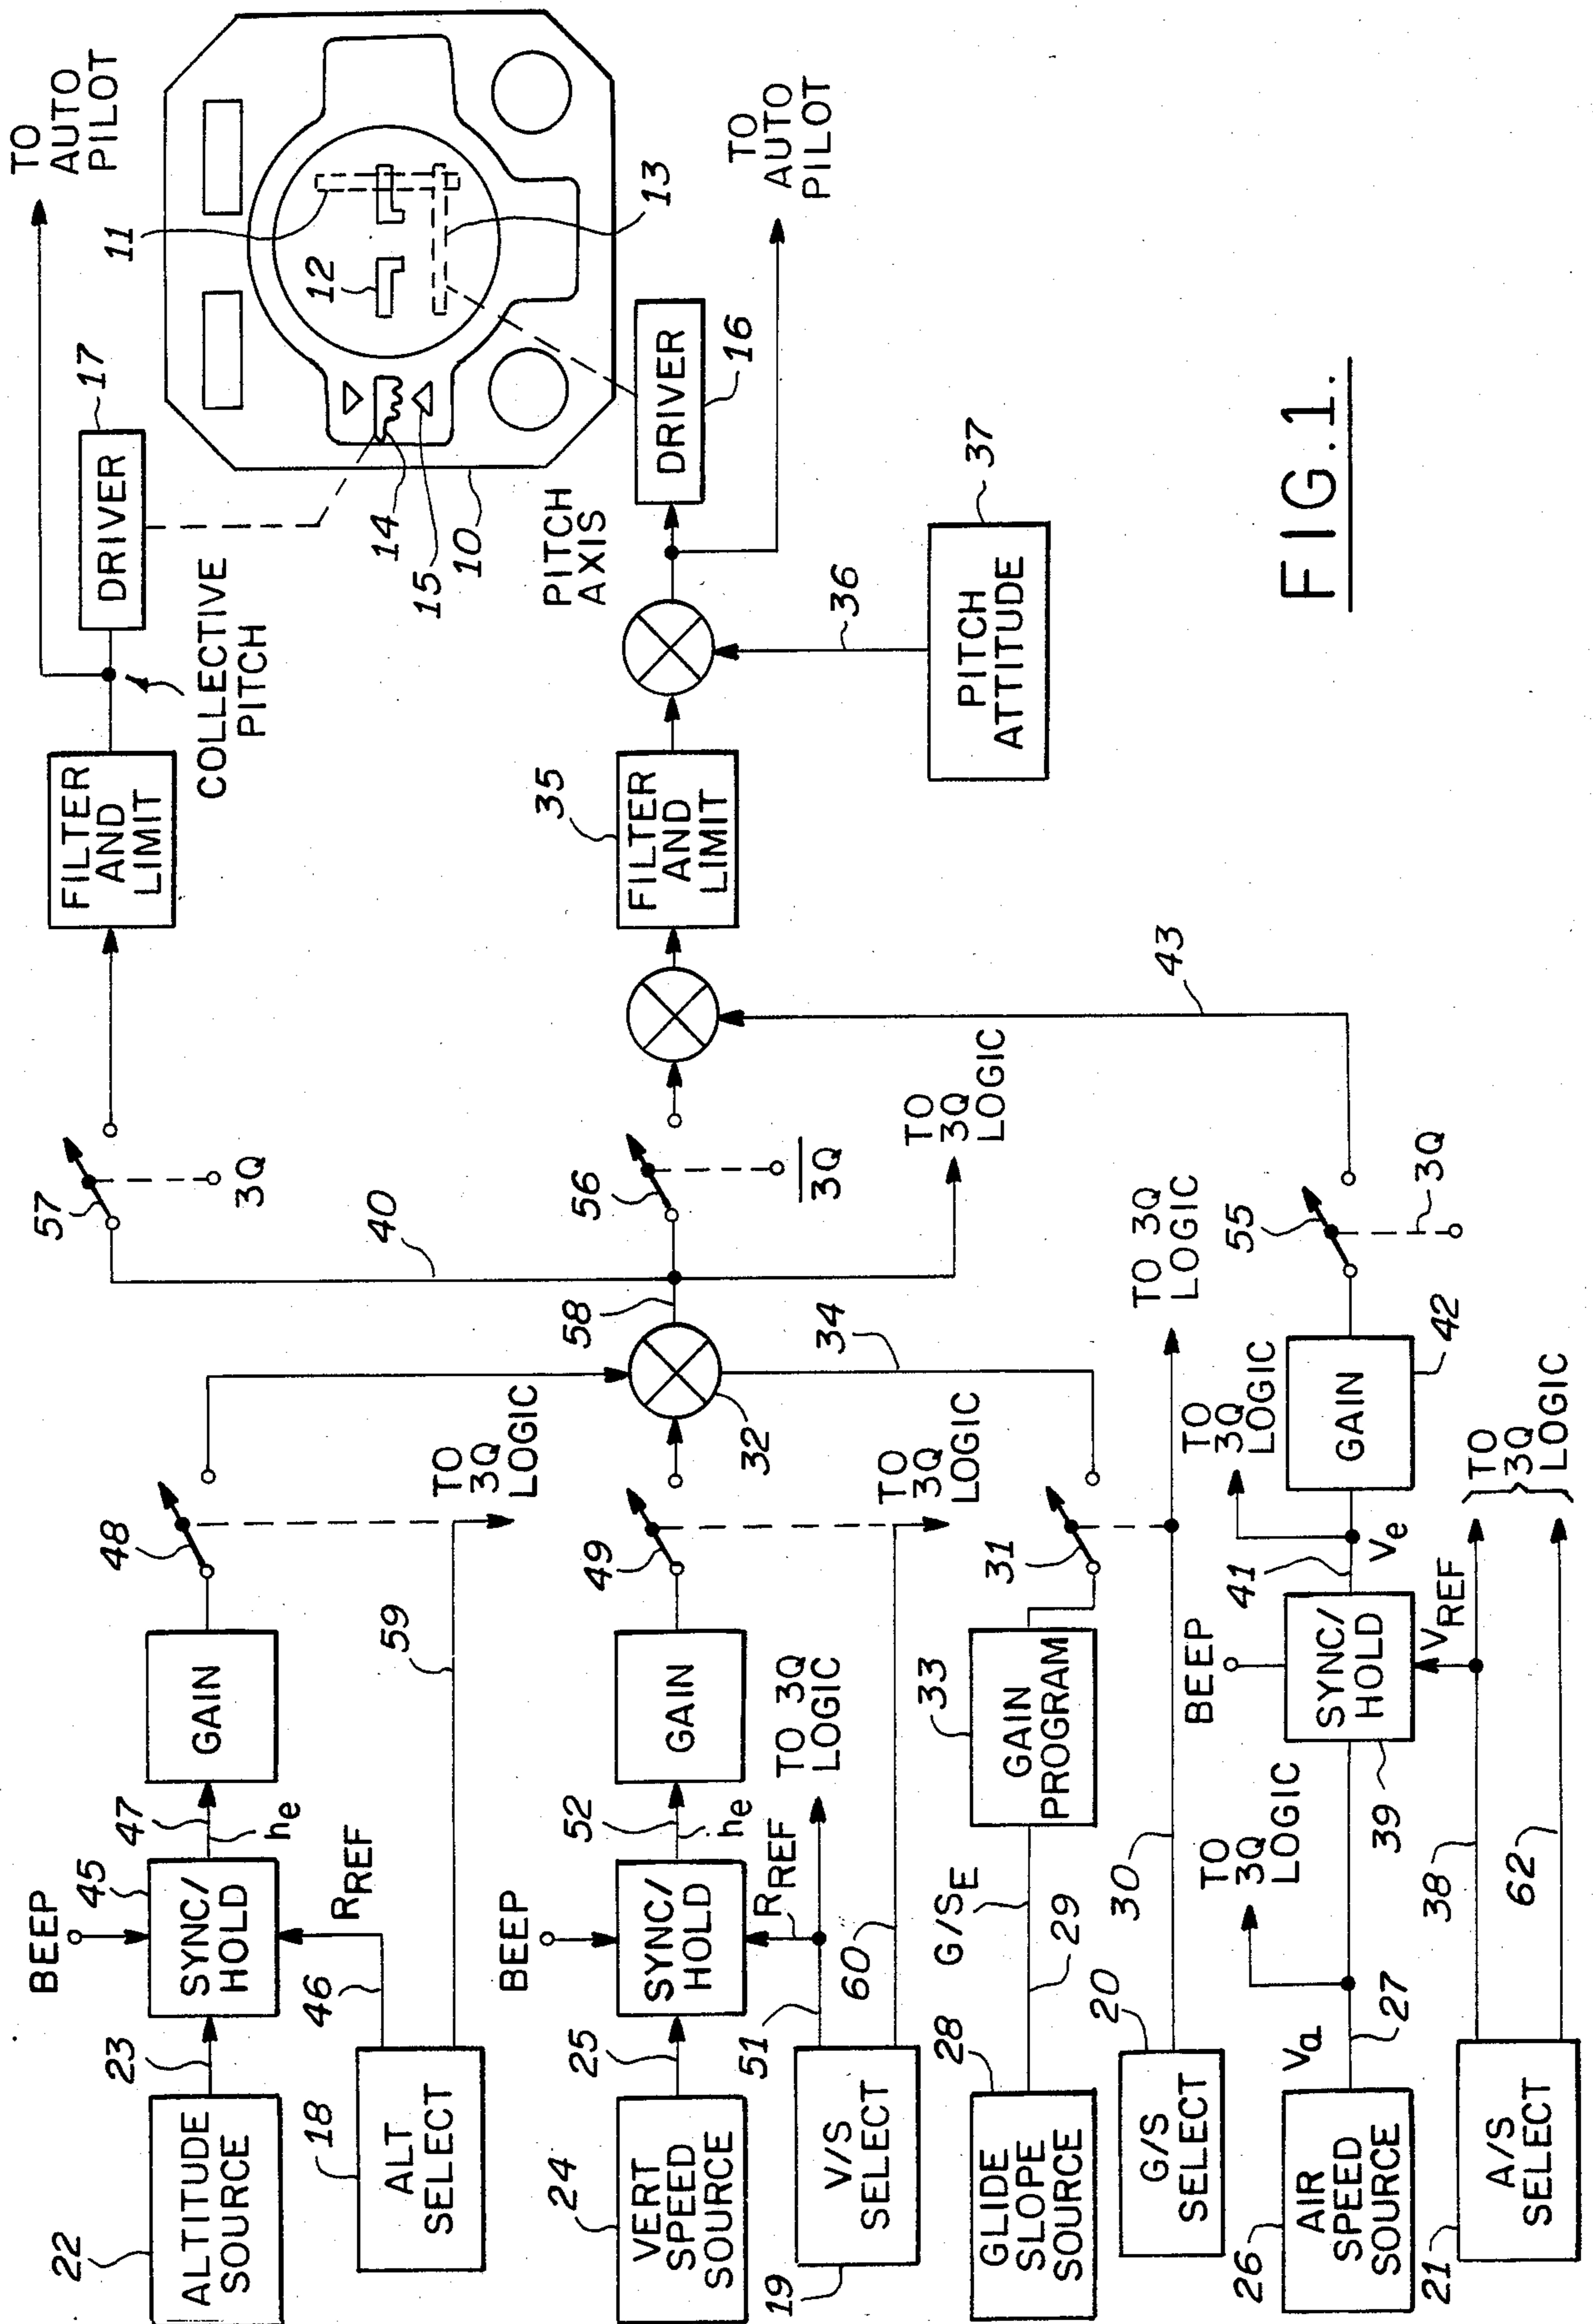 22
ALTITUDE
SOURCE
23
BEEP
45
SYNC/
HOLD
47
he
GAIN
48
57
3Q
FILTER
AND
LIMIT
COLLECTIVE
PITCH
DRIVER
17
TO
AUTO
PILOT
18
ALT
SELECT
46
RREF
59
TO
3Q
LOGIC
40
24
VERT
SPEED
SOURCE
25
BEEP
SYNC/
HOLD
52
ḣe
GAIN
49
32
58
56
3Q
35
FILTER
AND
LIMIT
PITCH
AXIS
DRIVER
16
10
11
12
13
14
15
TO
AUTO
PILOT
19
V/S
SELECT
51
RREF
60
TO 3Q
LOGIC
TO
3Q
LOGIC
TO
3Q
LOGIC
36
PITCH
ATTITUDE
37
28
GLIDE
SLOPE
SOURCE
29
G/SE
33
GAIN
PROGRAM
31
34
43
20
G/S
SELECT
30
TO 3Q
LOGIC
26
AIR
SPEED
SOURCE
Va
27
TO
3Q
LOGIC
BEEP
39
SYNC/
HOLD
41
Ve
VREF
TO
3Q
LOGIC
GAIN
42
55
3Q
21
A/S
SELECT
38
62
TO
3Q
LOGIC
FIG.1.